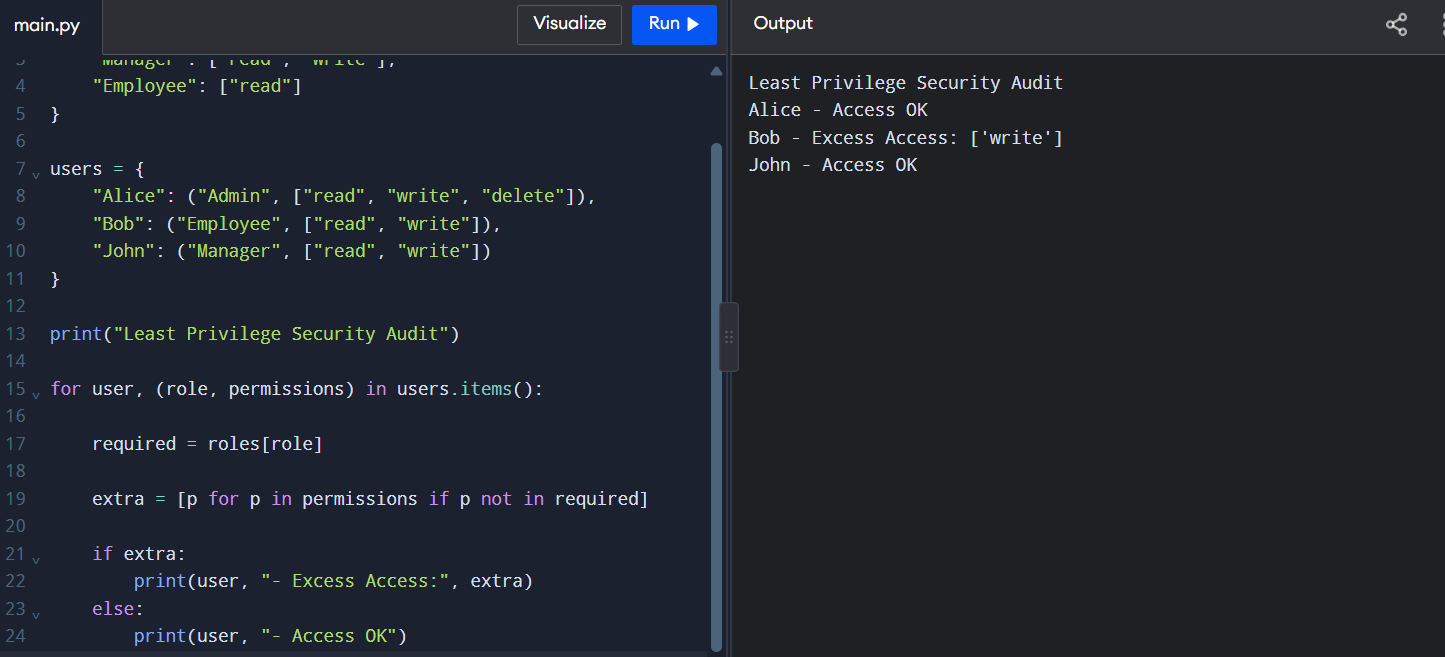 main.py
Visualize
Run
Output
3 "Manager": ["read", "write"],
4 "Employee": ["read"]
5 }
6
7 users = {
8 "Alice": ("Admin", ["read", "write", "delete"]),
9 "Bob": ("Employee", ["read", "write"]),
10 "John": ("Manager", ["read", "write"])
11 }
12
13 print("Least Privilege Security Audit")
14
15 for user, (role, permissions) in users.items():
16
17 required = roles[role]
18
19 extra = [p for p in permissions if p not in required]
20
21 if extra:
22 print(user, "- Excess Access:", extra)
23 else:
24 print(user, "- Access OK")
Least Privilege Security Audit
Alice - Access OK
Bob - Excess Access: ['write']
John - Access OK